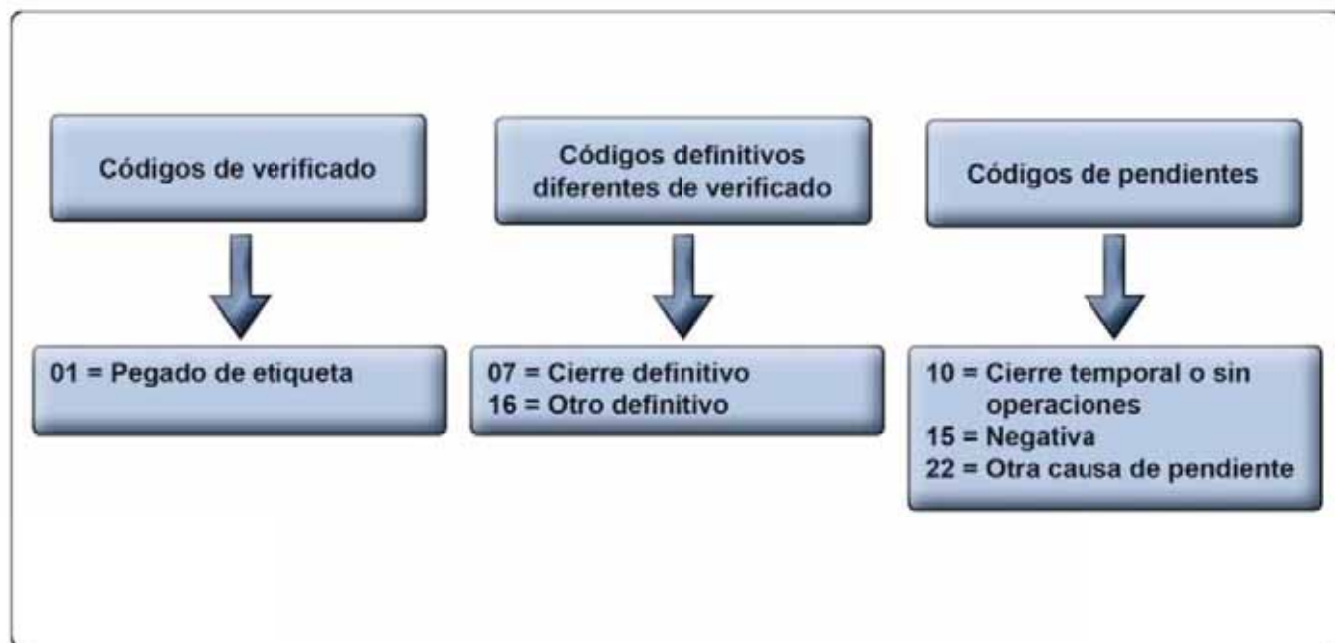 Códigos de verificado
01 = Pegado de etiqueta
Códigos definitivos
diferentes de verificado
07 = Cierre definitivo
16 = Otro definitivo
Códigos de pendientes
10 = Cierre temporal o sin
operaciones
15 = Negativa
22 = Otra causa de pendiente